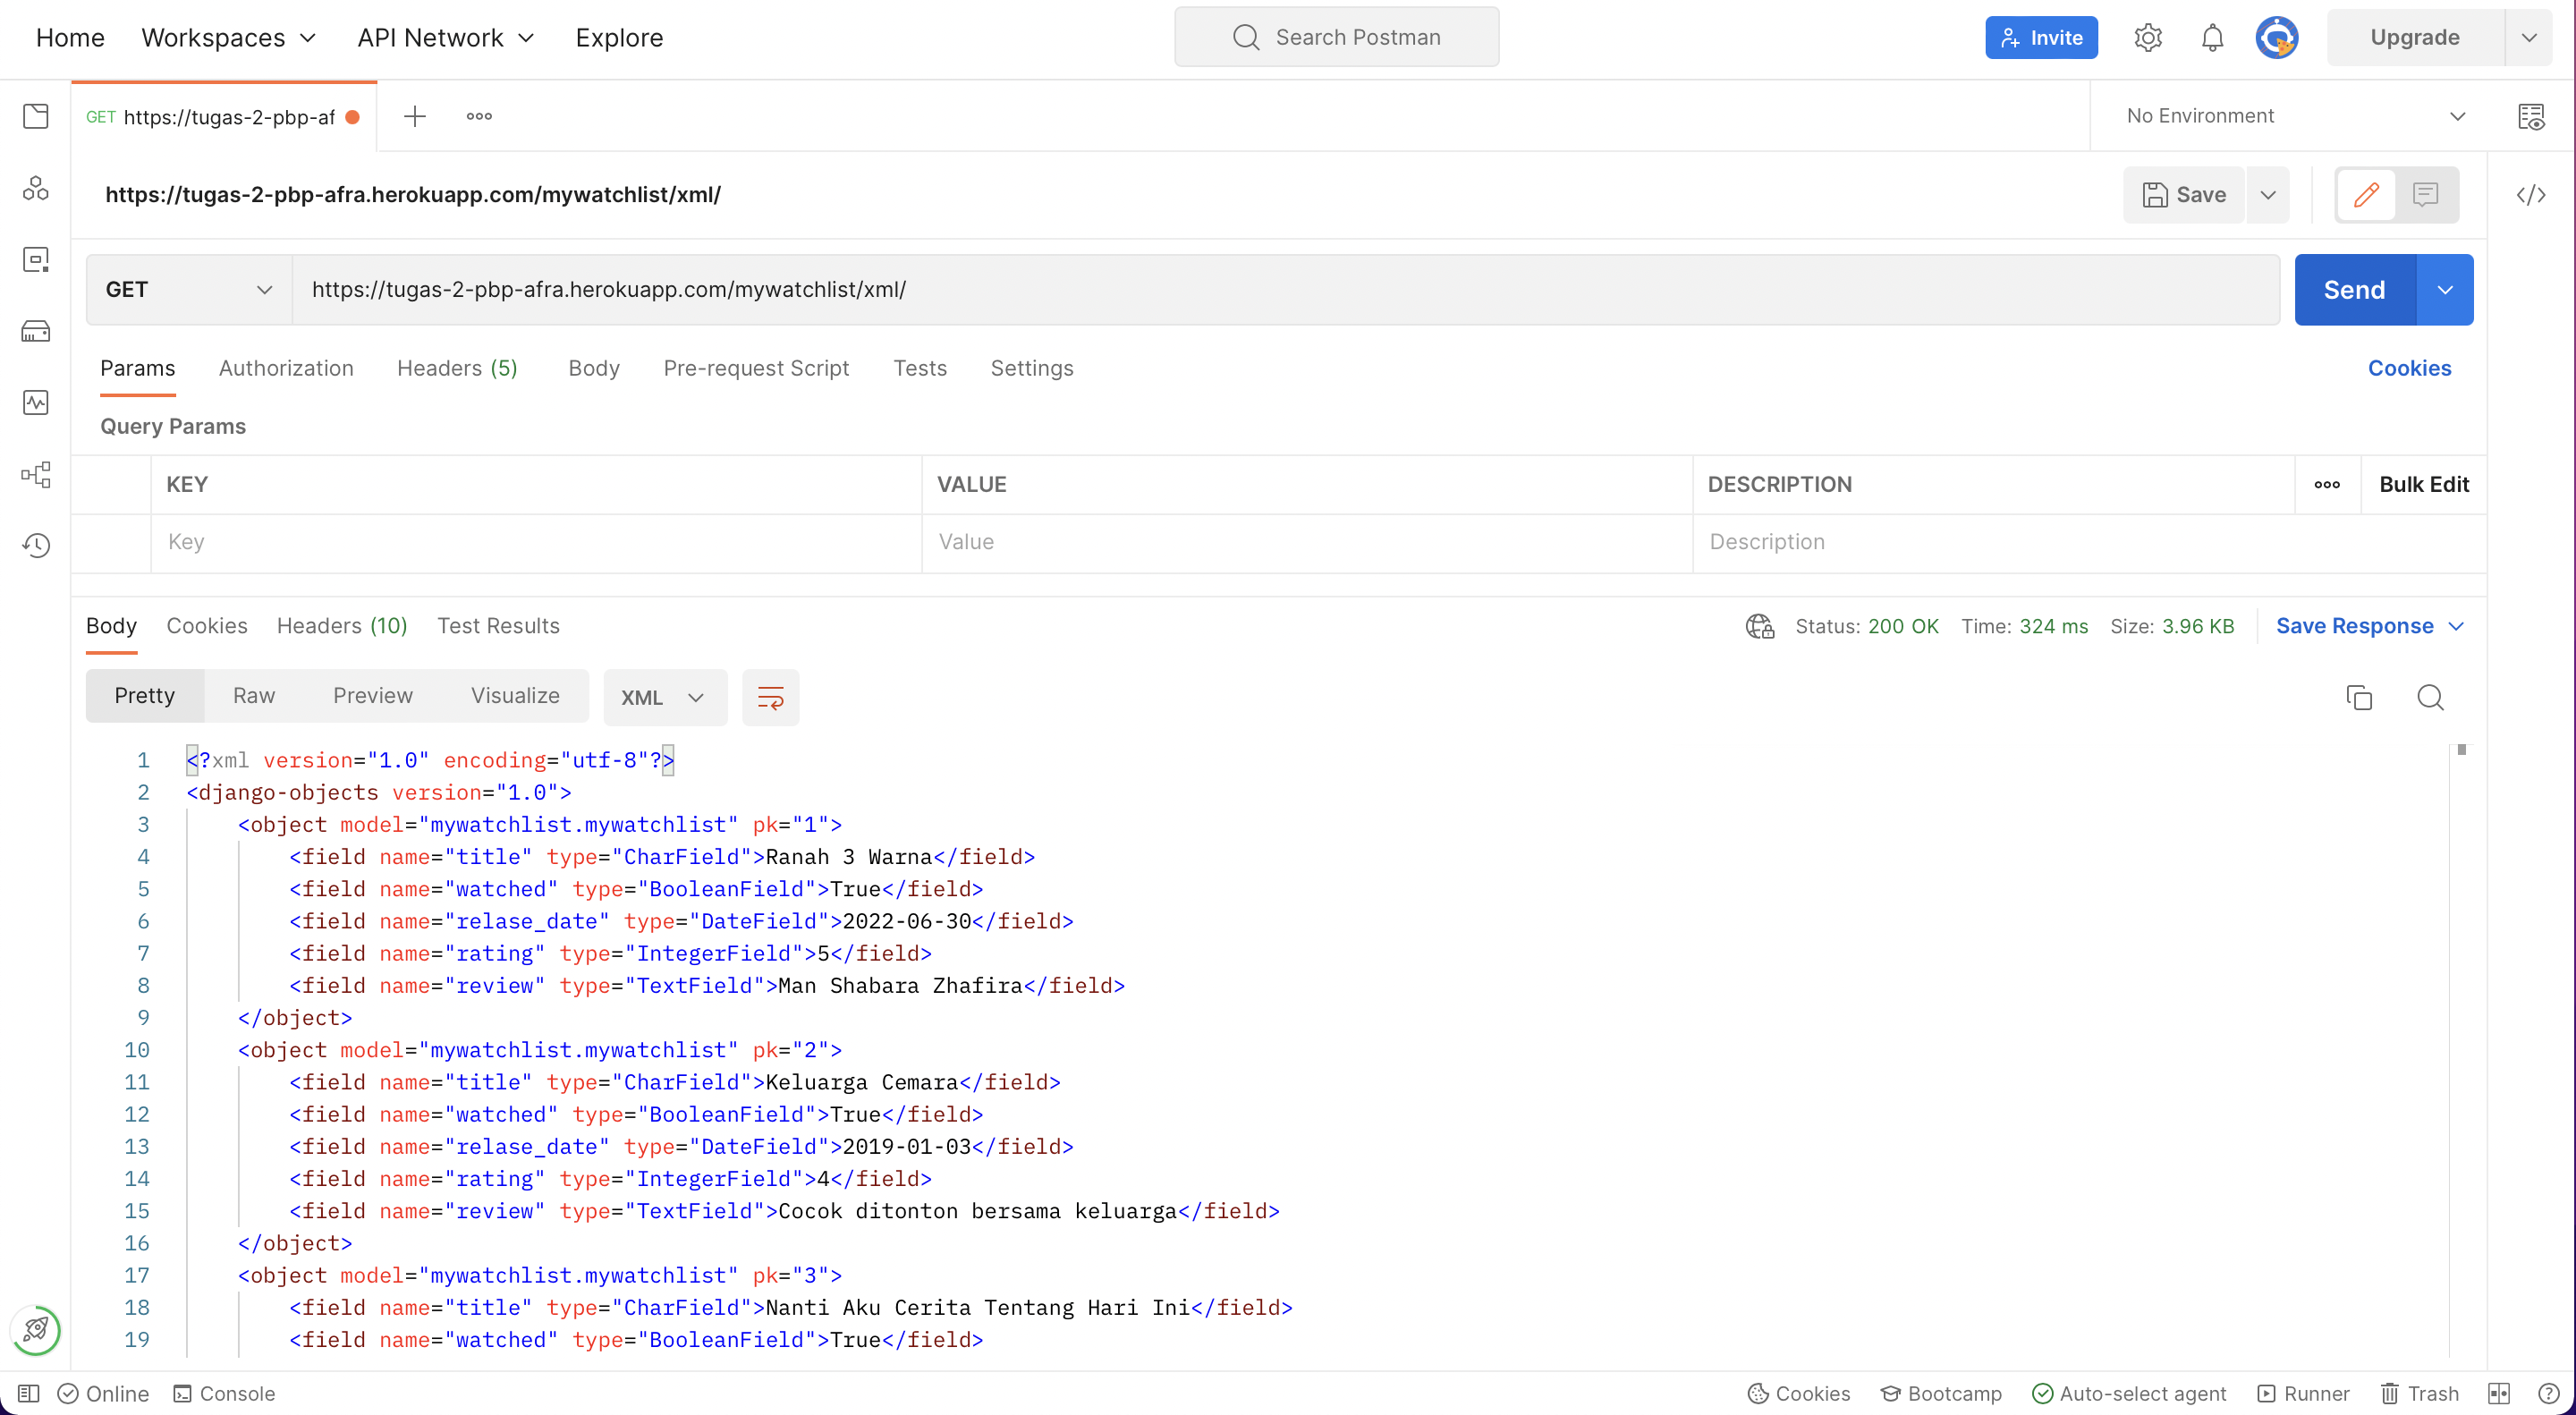 Home Workspaces API Network Explore Search Postman Invite Upgrade
GET https://tugas-2-pbp-af No Environment
https://tugas-2-pbp-afra.herokuapp.com/mywatchlist/xml/ Save
GET https://tugas-2-pbp-afra.herokuapp.com/mywatchlist/xml/ Send
Params Authorization Headers (5) Body Pre-request Script Tests Settings Cookies
Query Params
KEY VALUE DESCRIPTION Bulk Edit
Key Value Description
Body Cookies Headers (10) Test Results Status: 200 OK Time: 324 ms Size: 3.96 KB Save Response
Pretty Raw Preview Visualize XML
1 <?xml version="1.0" encoding="utf-8"?>
2 <django-objects version="1.0">
3 <object model="mywatchlist.mywatchlist" pk="1">
4 <field name="title" type="CharField">Ranah 3 Warna</field>
5 <field name="watched" type="BooleanField">True</field>
6 <field name="relase_date" type="DateField">2022-06-30</field>
7 <field name="rating" type="IntegerField">5</field>
8 <field name="review" type="TextField">Man Shabara Zhafira</field>
9 </object>
10 <object model="mywatchlist.mywatchlist" pk="2">
11 <field name="title" type="CharField">Keluarga Cemara</field>
12 <field name="watched" type="BooleanField">True</field>
13 <field name="relase_date" type="DateField">2019-01-03</field>
14 <field name="rating" type="IntegerField">4</field>
15 <field name="review" type="TextField">Cocok ditonton bersama keluarga</field>
16 </object>
17 <object model="mywatchlist.mywatchlist" pk="3">
18 <field name="title" type="CharField">Nanti Aku Cerita Tentang Hari Ini</field>
19 <field name="watched" type="BooleanField">True</field>
Online Console Cookies Bootcamp Auto-select agent Runner Trash